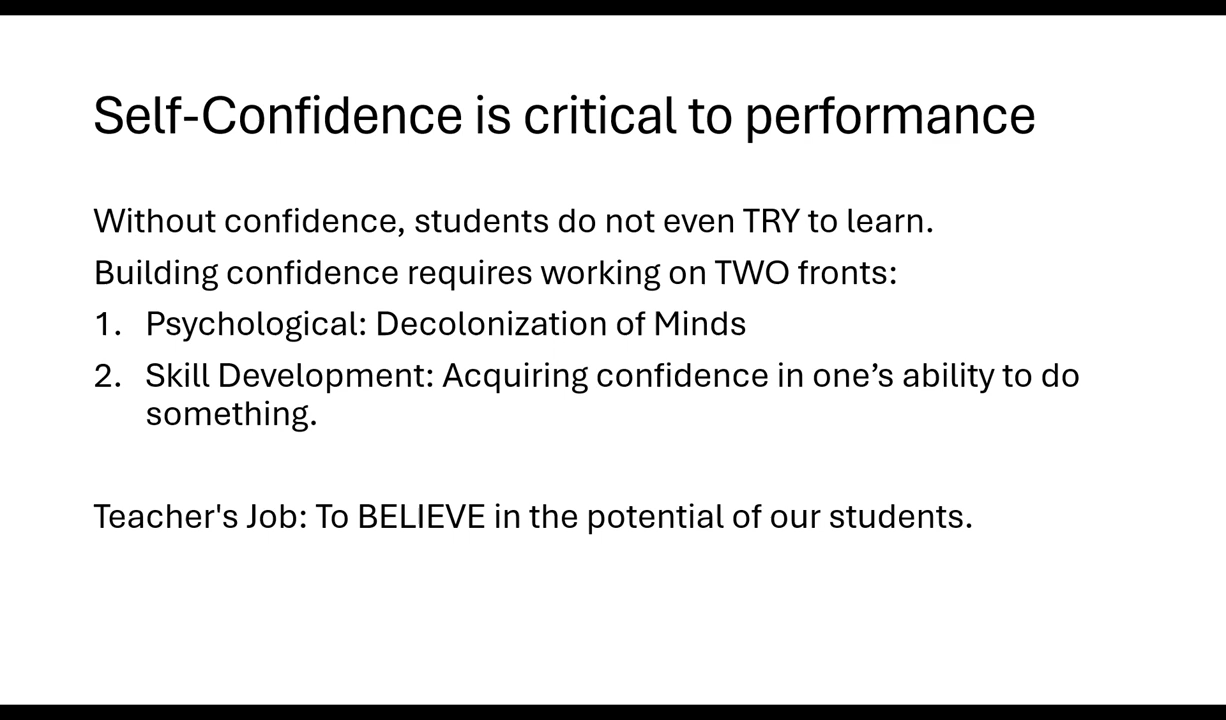 Self-Confidence is critical to performance
Without confidence, students do not even TRY to learn.
Building confidence requires working on TWO fronts:
1. Psychological: Decolonization of Minds
2. Skill Development: Acquiring confidence in one’s ability to do
something.
Teacher's Job: To BELIEVE in the potential of our students.